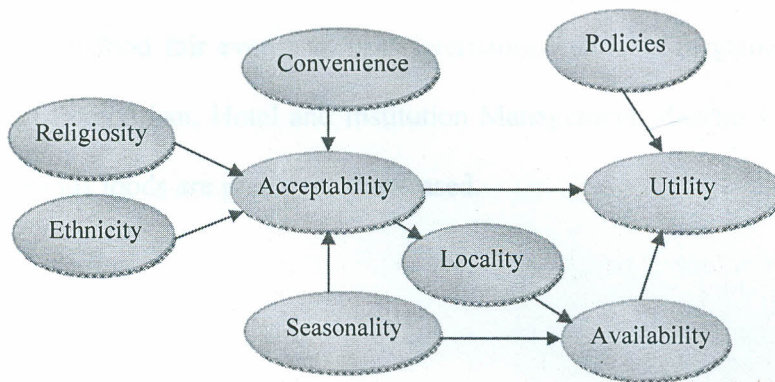 Policies
Convenience
Religiosity
Acceptability
Utility
Ethnicity
Locality
Seasonality
Availability